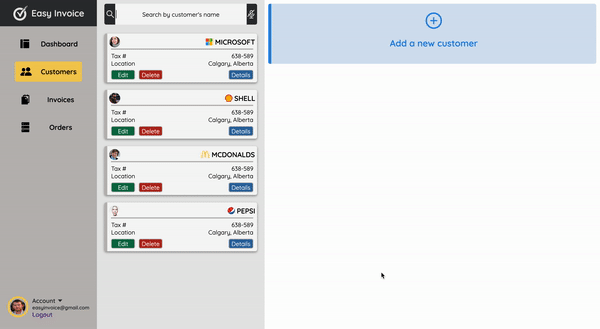 Easy Invoice
Dashboard
Customers
Invoices
Orders
Account
easyinvoice@gmail.com
Logout
Search by customer's name
MICROSOFT
Tax # 638-589
Location Calgary, Alberta
Edit Delete Details
SHELL
Tax # 638-589
Location Calgary, Alberta
Edit Delete Details
MCDONALDS
Tax # 638-589
Location Calgary, Alberta
Edit Delete Details
PEPSI
Tax # 638-589
Location Calgary, Alberta
Edit Delete Details
Add a new customer